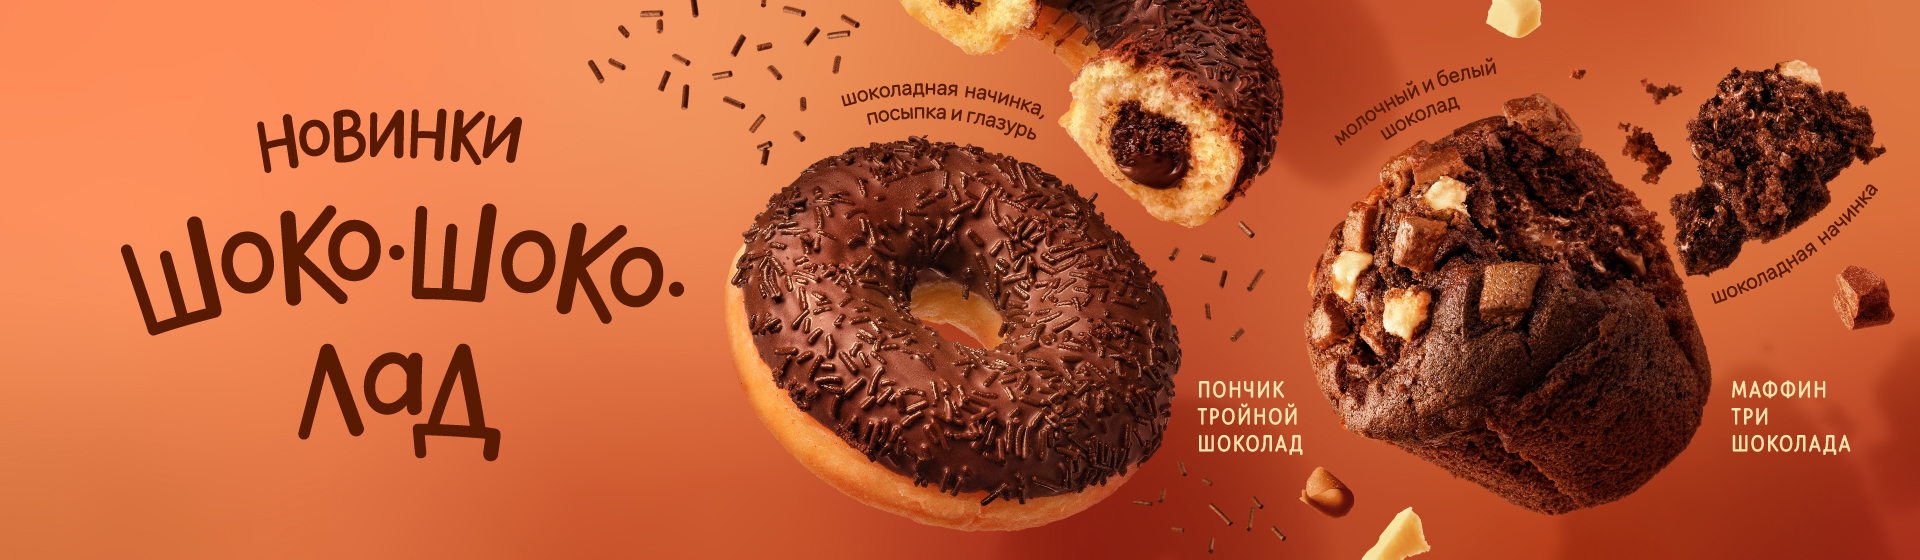 НОВИНКИ
ШОКО·ШОКО·
ЛАД
шоколадная начинка,
посыпка и глазурь
ПОНЧИК
ТРОЙНОЙ
ШОКОЛАД
молочный и белый
шоколад
шоколадная начинка
МАФФИН
ТРИ
ШОКОЛАДА